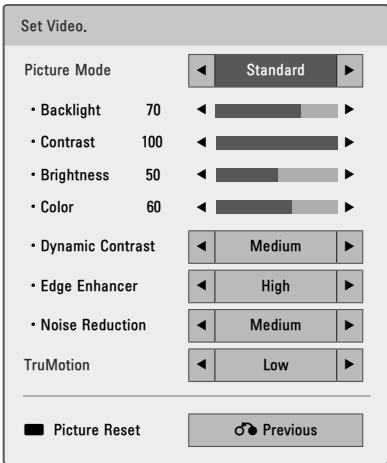 Set Video.
Picture Mode Standard
• Backlight 70
• Contrast 100
• Brightness 50
• Color 60
• Dynamic Contrast Medium
• Edge Enhancer High
• Noise Reduction Medium
TruMotion Low
Picture Reset Previous